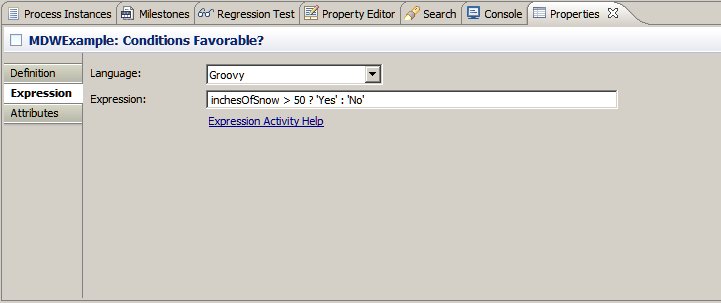 Process Instances Milestones Regression Test Property Editor Search Console Properties
MDWExample: Conditions Favorable?
Definition
Expression
Attributes
Language: Groovy
Expression: inchesOfSnow > 50 ? 'Yes' : 'No'
Expression Activity Help